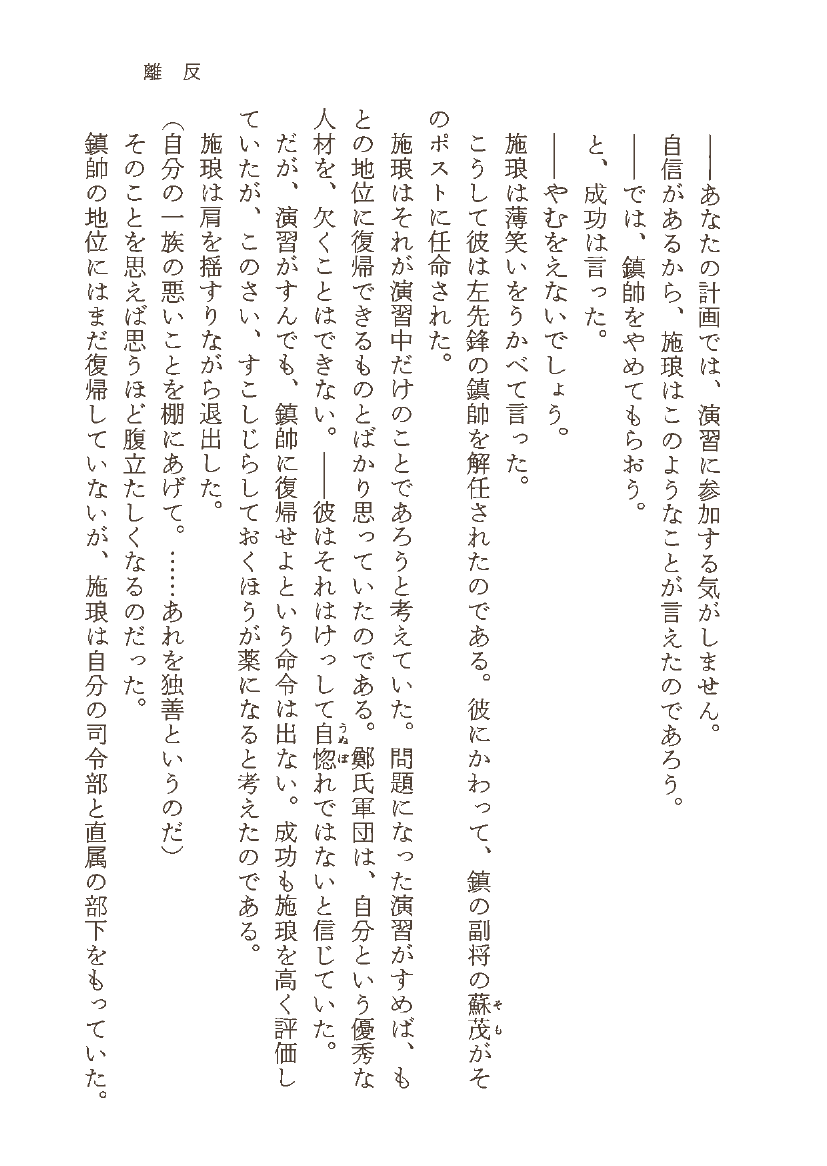 離反
――あなたの計画では、演習に参加する気がしません。
自信があるから、施琅はこのようなことが言えたのであろう。
――では、鎮帥をやめてもらおう。
と、成功は言った。
――やむをえないでしょう。
施琅は薄笑いをうかべて言った。
こうして彼は左先鋒の鎮帥を解任されたのである。彼にかわって、鎮の副将の蘇茂がそ
のポストに任命された。
施琅はそれが演習中だけのことであろうと考えていた。問題になった演習がすめば、も
との地位に復帰できるものとばかり思っていたのである。鄭氏軍団は、自分という優秀な
人材を、欠くことはできない。――彼はそれはけっして自惚れではないと信じていた。
だが、演習がすんでも、鎮帥に復帰せよという命令は出ない。成功も施琅を高く評価し
ていたが、このさい、すこしじらしておくほうが薬になると考えたのである。
施琅は肩を揺すりながら退出した。
（自分の一族の悪いことを棚にあげて。……あれを独善というのだ）
そのことを思えば思うほど腹立たしくなるのだった。
鎮帥の地位にはまだ復帰していないが、施琅は自分の司令部と直属の部下をもっていた。